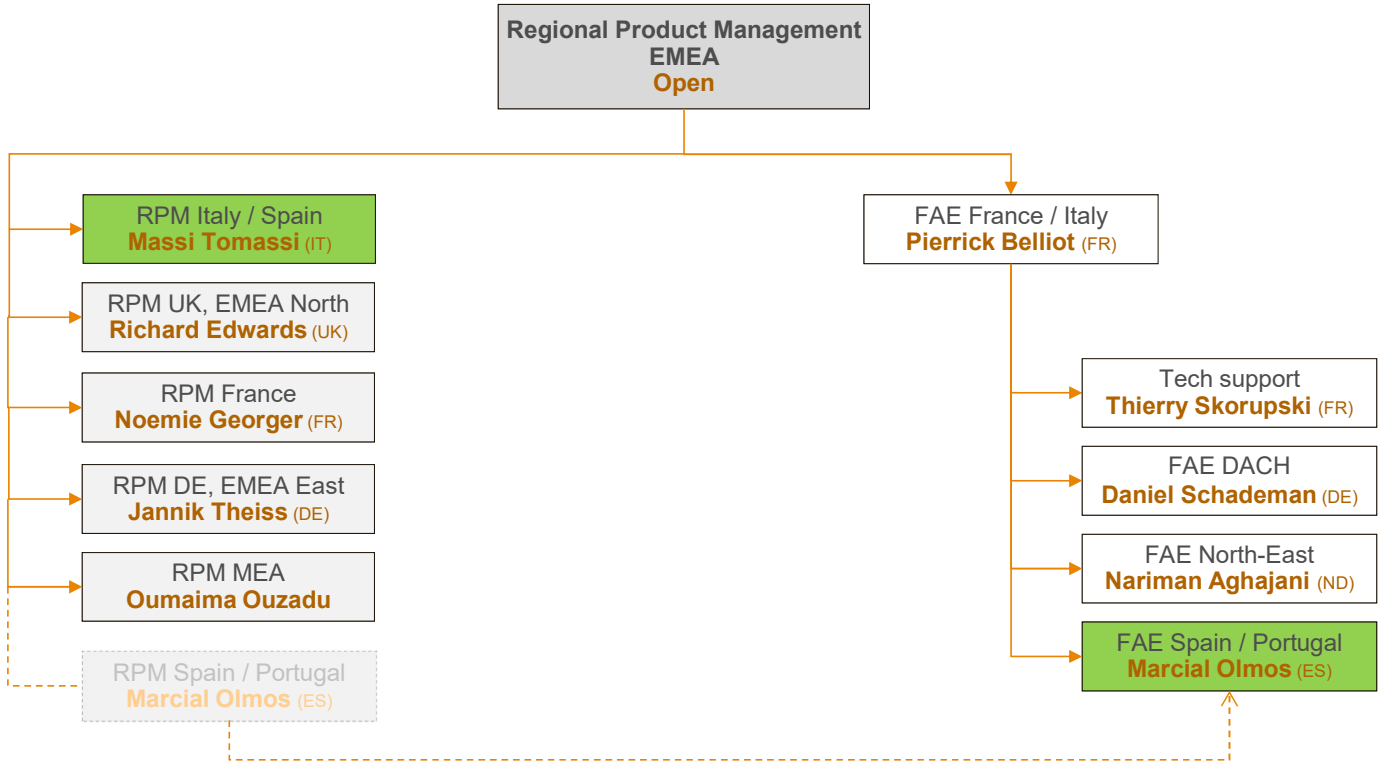 Regional Product Management
EMEA
Open
RPM Italy / Spain
Massi Tomassi (IT)
RPM UK, EMEA North
Richard Edwards (UK)
RPM France
Noemie Georger (FR)
RPM DE, EMEA East
Jannik Theiss (DE)
RPM MEA
Oumaima Ouzadu
RPM Spain / Portugal
Marcial Olmos (ES)
FAE France / Italy
Pierrick Belliot (FR)
Tech support
Thierry Skorupski (FR)
FAE DACH
Daniel Schademan (DE)
FAE North-East
Nariman Aghajani (ND)
FAE Spain / Portugal
Marcial Olmos (ES)